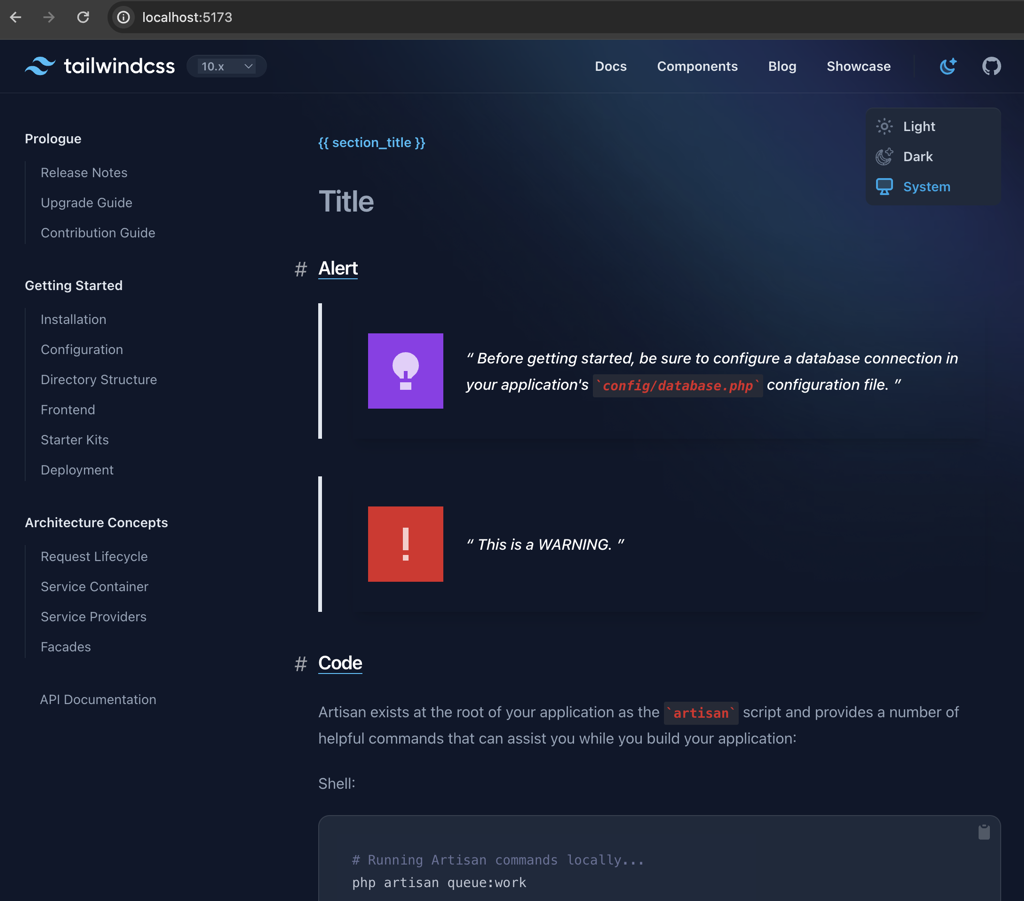 localhost:5173
tailwindcss
10.x
Docs
Components
Blog
Showcase
Light
Dark
System
Prologue
Release Notes
Upgrade Guide
Contribution Guide
Getting Started
Installation
Configuration
Directory Structure
Frontend
Starter Kits
Deployment
Architecture Concepts
Request Lifecycle
Service Container
Service Providers
Facades
API Documentation
{{ section_title }}
Title
# Alert
“ Before getting started, be sure to configure a database connection in
your application's `config/database.php` configuration file. ”
!
“ This is a WARNING. ”
# Code
Artisan exists at the root of your application as the `artisan` script and provides a number of
helpful commands that can assist you while you build your application:
Shell:
# Running Artisan commands locally...
php artisan queue:work